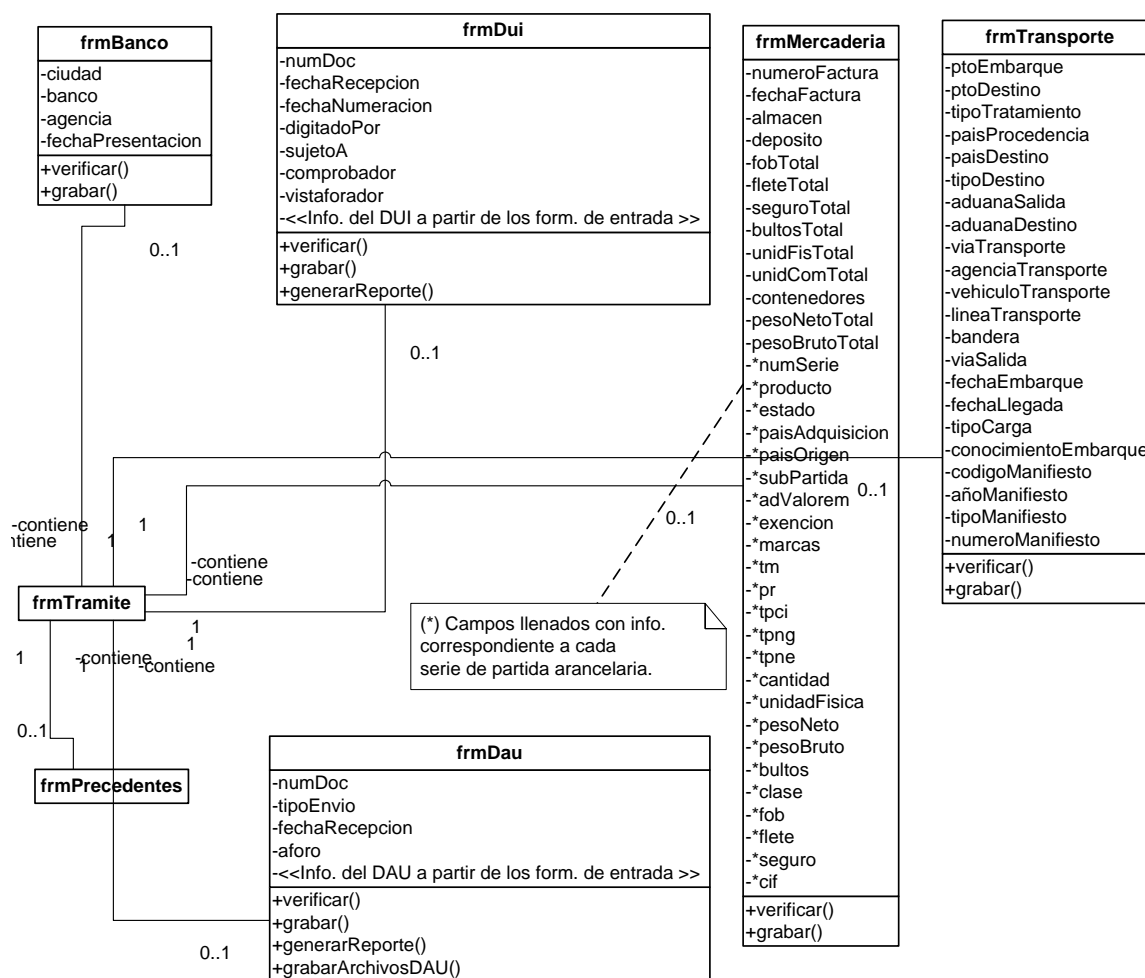 frmBanco
-ciudad
-banco
-agencia
-fechaPresentacion
+verificar()
+grabar()
0..1
frmDui
-numDoc
-fechaRecepcion
-fechaNumeracion
-digitadoPor
-sujetoA
-comprobador
-vistaforador
-<<Info. del DUI a partir de los form. de entrada >>
+verificar()
+grabar()
+generarReporte()
0..1
frmMercaderia
-numeroFactura
-fechaFactura
-almacen
-deposito
-fobTotal
-fleteTotal
-seguroTotal
-bultosTotal
-unidFisTotal
-unidComTotal
-contenedores
-pesoNetoTotal
-pesoBrutoTotal
-*numSerie
-*producto
-*estado
-*paisAdquisicion
-*paisOrigen
-*subPartida
-*adValorem
-*exencion
-*marcas
-*tm
-*pr
-*tpci
-*tpng
-*tpne
-*cantidad
-*unidadFisica
-*pesoNeto
-*pesoBruto
-*bultos
-*clase
-*fob
-*flete
-*seguro
-*cif
+verificar()
+grabar()
0..1
frmTransporte
-ptoEmbarque
-ptoDestino
-tipoTratamiento
-paisProcedencia
-paisDestino
-tipoDestino
-aduanaSalida
-aduanaDestino
-viaTransporte
-agenciaTransporte
-vehiculoTransporte
-lineaTransporte
-bandera
-viaSalida
-fechaEmbarque
-fechaLlegada
-tipoCarga
-conocimientoEmbarque
-codigoManifiesto
-añoManifiesto
-tipoManifiesto
-numeroManifiesto
+verificar()
+grabar()
0..1
-contiene
1
1
ntiene
-contiene
-contiene
frmTramite
1
1
1
-contiene
1
-contiene
(*) Campos llenados con info.
correspondiente a cada
serie de partida arancelaria.
0..1
frmPrecedentes
frmDau
-numDoc
-tipoEnvio
-fechaRecepcion
-aforo
-<<Info. del DAU a partir de los form. de entrada >>
+verificar()
+grabar()
+generarReporte()
+grabarArchivosDAU()
0..1